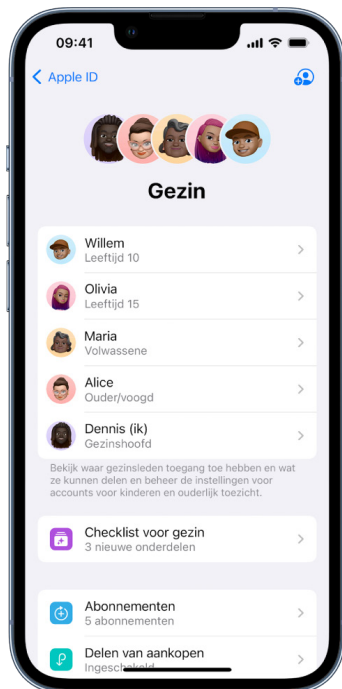 09:41
Apple ID
Gezin
Willem
Leeftijd 10
Olivia
Leeftijd 15
Maria
Volwassene
Alice
Ouder/voogd
Dennis (ik)
Gezinshoofd
Bekijk waar gezinsleden toegang toe hebben en wat
ze kunnen delen en beheer de instellingen voor
accounts voor kinderen en ouderlijk toezicht.
Checklist voor gezin
3 nieuwe onderdelen
Abonnementen
5 abonnementen
Delen van aankopen
Ingeschakeld